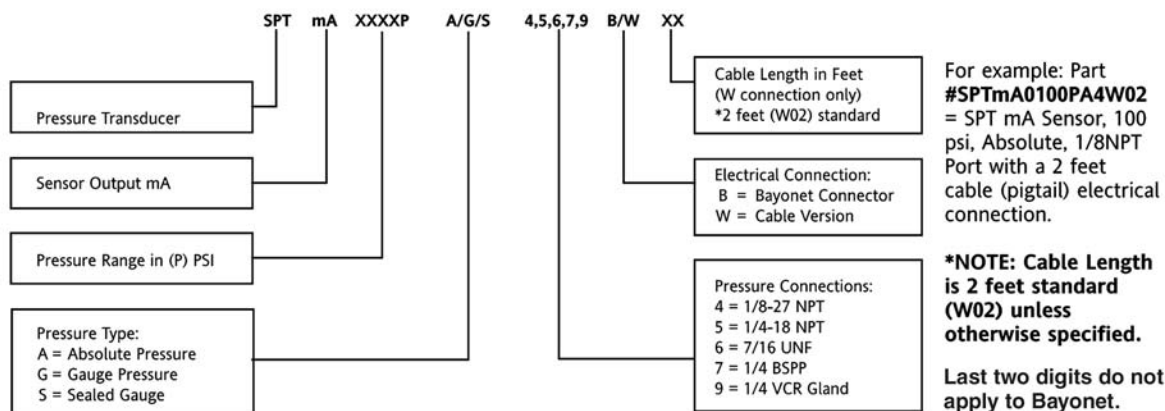 SPT mA XXXXP A/G/S 4,5,6,7,9 B/W XX
Pressure Transducer
Sensor Output mA
Pressure Range in (P) PSI
Pressure Type:
A = Absolute Pressure
G = Gauge Pressure
S = Sealed Gauge
Cable Length in Feet
(W connection only)
*2 feet (W02) standard
Electrical Connection:
B = Bayonet Connector
W = Cable Version
Pressure Connections:
4 = 1/8-27 NPT
5 = 1/4-18 NPT
6 = 7/16 UNF
7 = 1/4 BSPP
9 = 1/4 VCR Gland
For example: Part
#SPTmA0100PA4W02
= SPT mA Sensor, 100
psi, Absolute, 1/8NPT
Port with a 2 feet
cable (pigtail) electrical
connection.
*NOTE: Cable Length
is 2 feet standard
(W02) unless
otherwise specified.
Last two digits do not
apply to Bayonet.